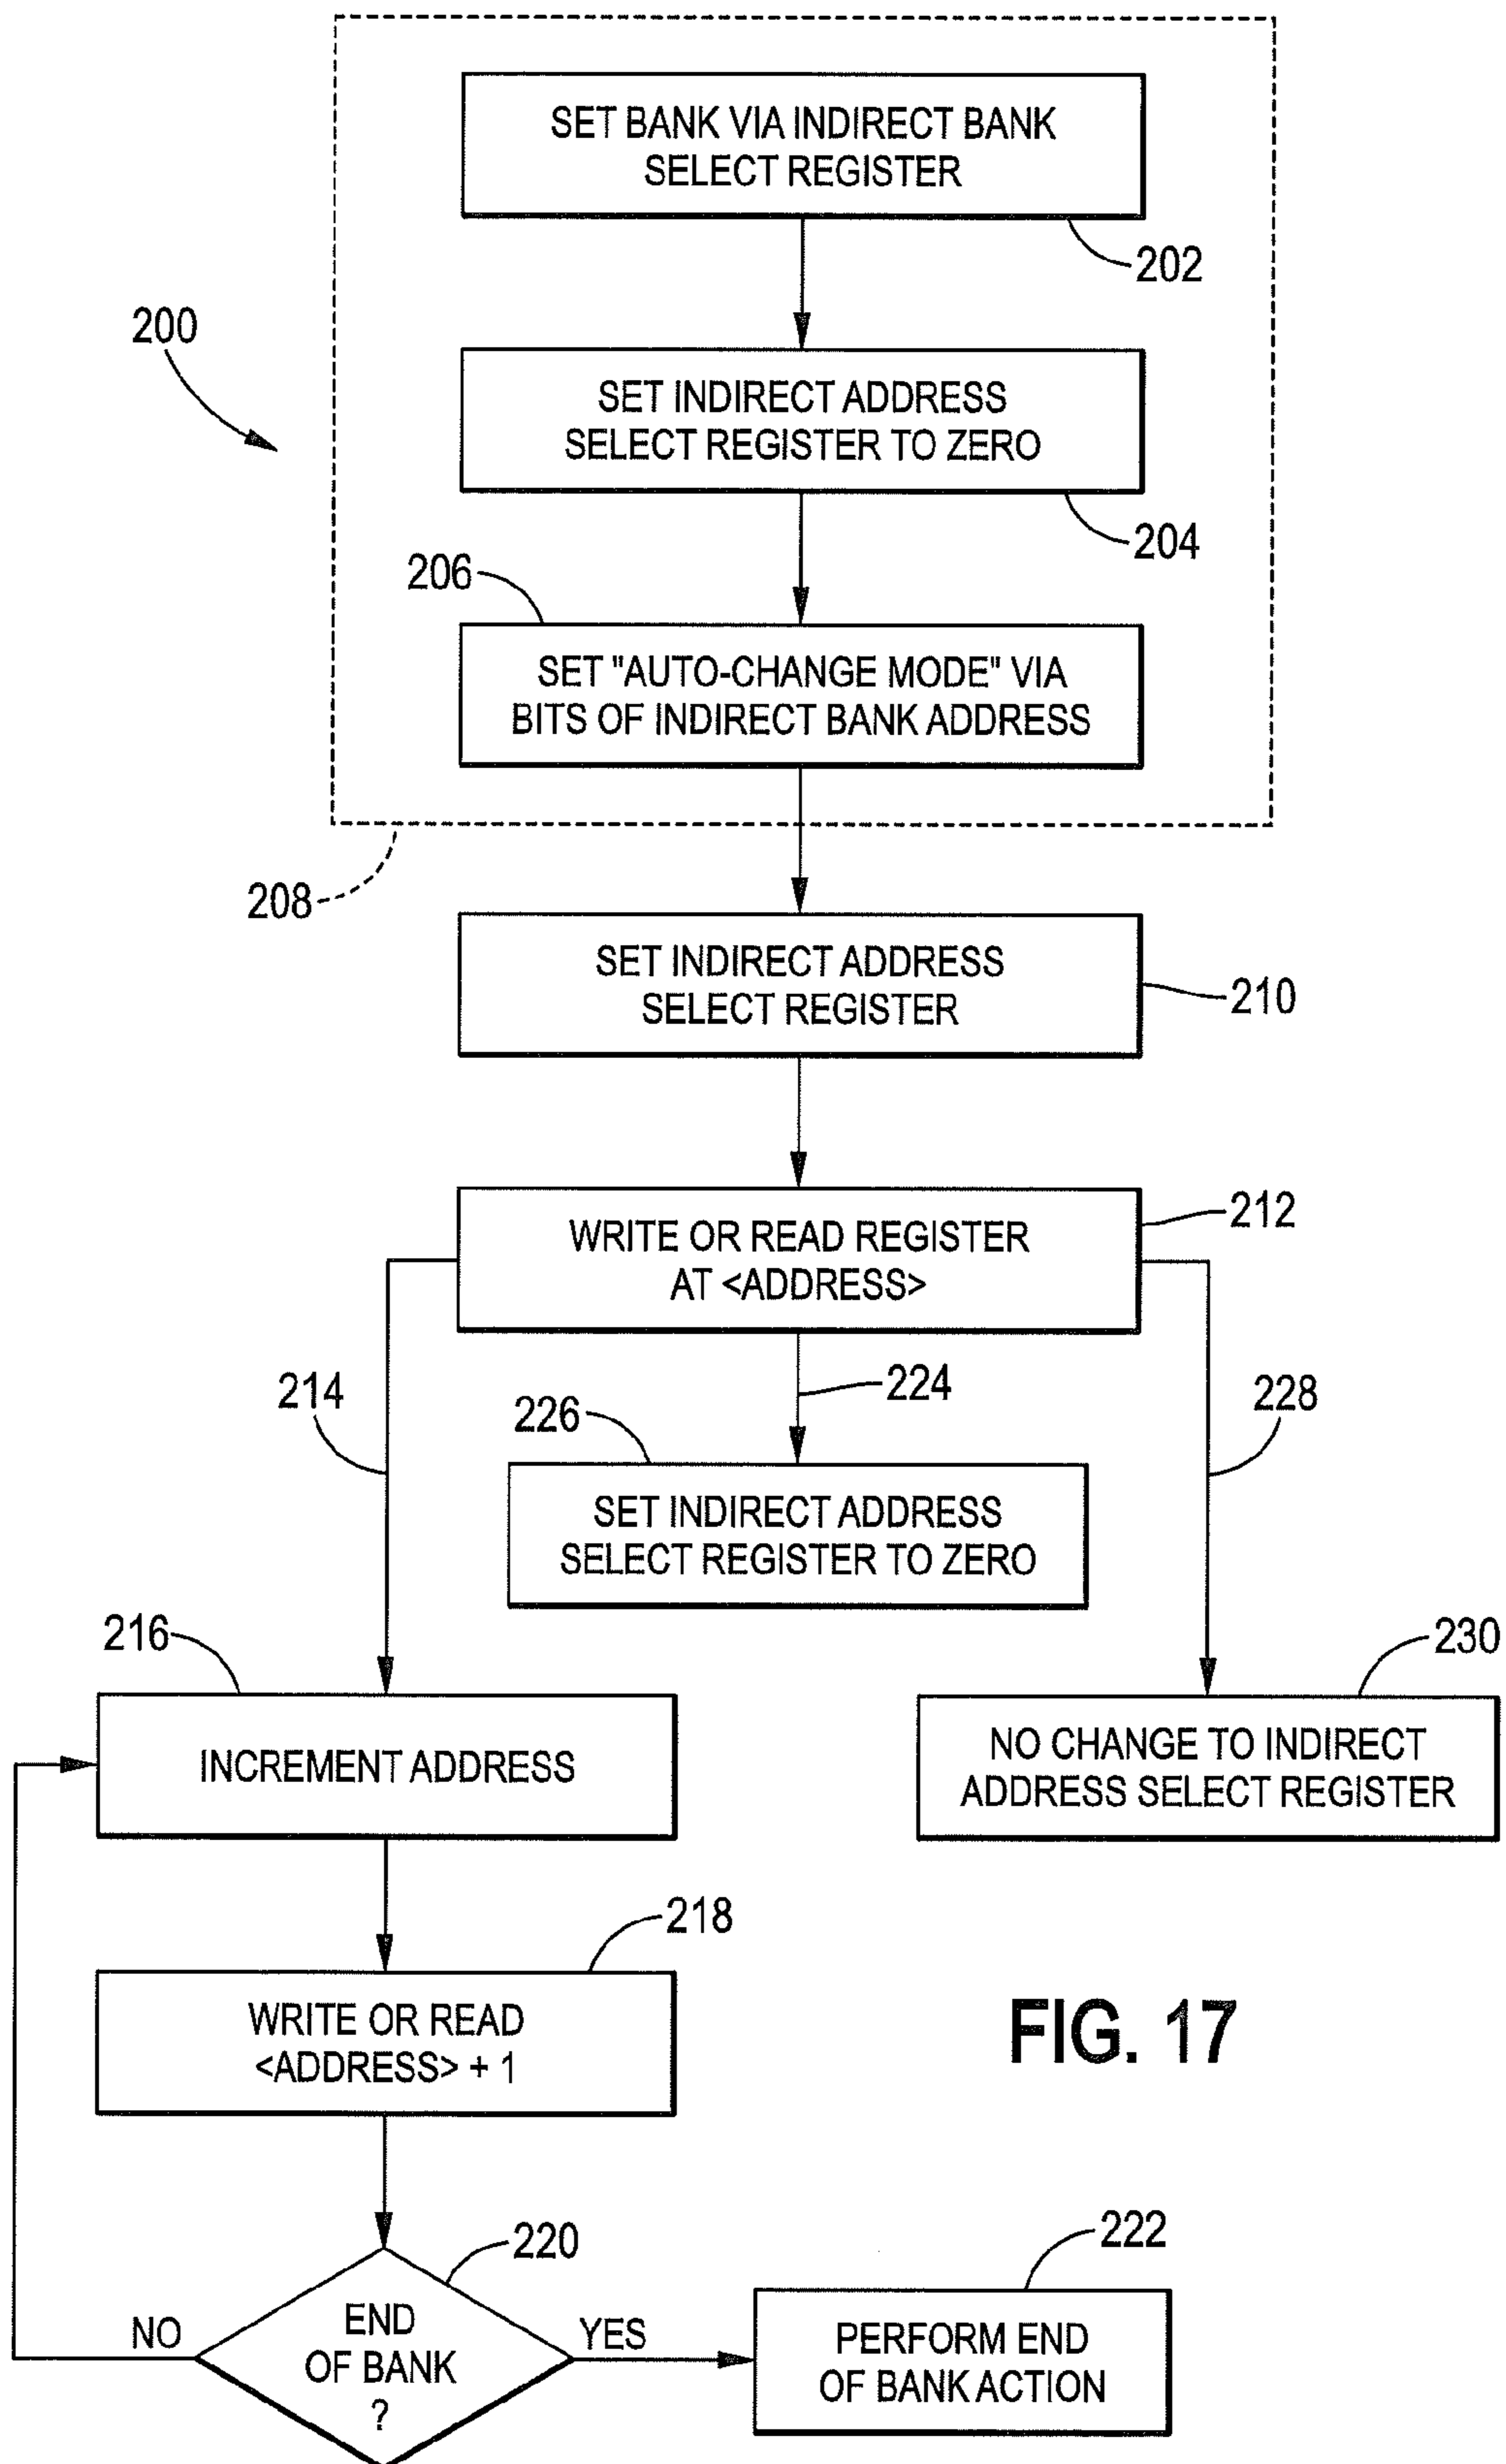 SET BANK VIA INDIRECT BANK
SELECT REGISTER
202
200
SET INDIRECT ADDRESS
SELECT REGISTER TO ZERO
204
206
SET "AUTO-CHANGE MODE" VIA
BITS OF INDIRECT BANK ADDRESS
208
SET INDIRECT ADDRESS
SELECT REGISTER
210
WRITE OR READ REGISTER
AT <ADDRESS>
212
214
224
228
226
SET INDIRECT ADDRESS
SELECT REGISTER TO ZERO
216
INCREMENT ADDRESS
230
NO CHANGE TO INDIRECT
ADDRESS SELECT REGISTER
218
WRITE OR READ
<ADDRESS> + 1
FIG. 17
220
END
OF BANK
?
NO
YES
222
PERFORM END
OF BANK ACTION